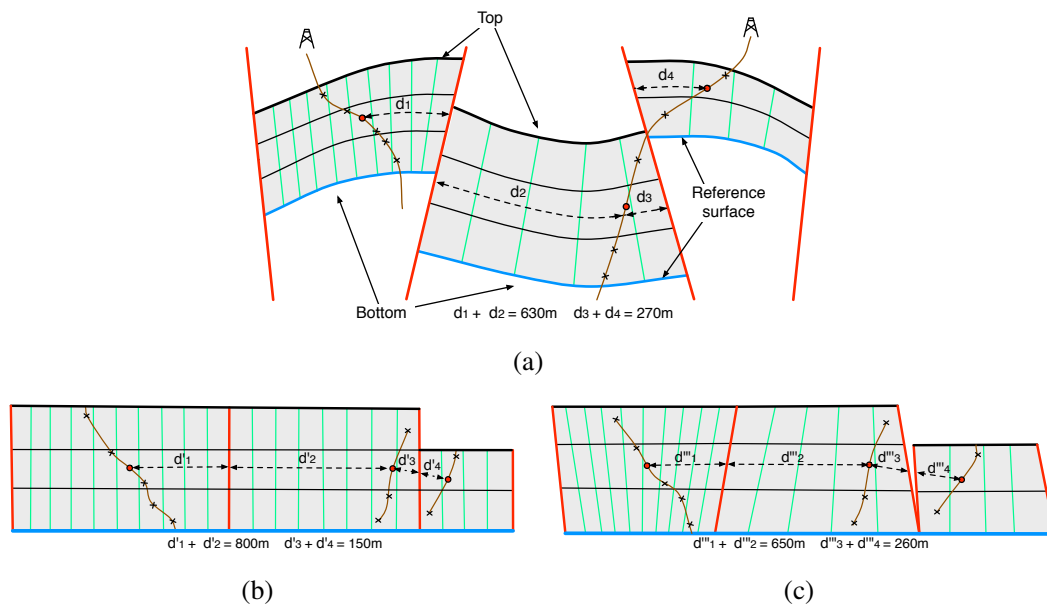 Top
d1
d4
d2
d3
Reference
surface
Bottom
d1 + d2 = 630m d3 + d4 = 270m
(a)
d'1
d'2
d'3
d'4
d'1 + d'2 = 800m d'3 + d'4 = 150m
(b)
d'''1
d'''2
d'''3
d'''4
d'''1 + d'''2 = 650m d'''3 + d'''4 = 260m
(c)